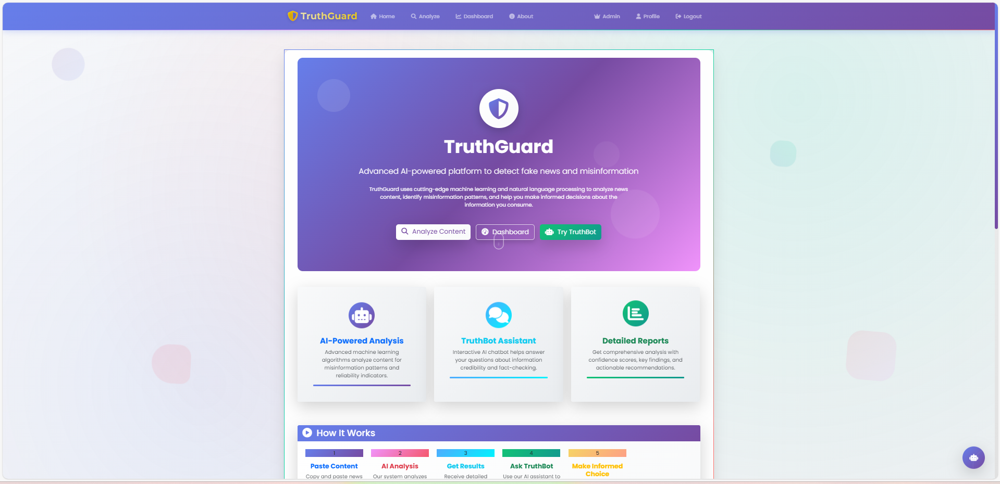 TruthGuard
Home
Analyze
Dashboard
About
Admin
Profile
Logout
TruthGuard
Advanced AI-powered platform to detect fake news and misinformation
TruthGuard uses cutting-edge machine learning and natural language processing to analyze news
content, identify misinformation patterns, and help you make informed decisions about the
information you consume.
Analyze Content
Dashboard
Try TruthBot
AI-Powered Analysis
Advanced machine learning
algorithms analyze content for
misinformation patterns and
reliability indicators.
TruthBot Assistant
Interactive AI chatbot helps answer
your questions about information
credibility and fact-checking.
Detailed Reports
Get comprehensive analysis with
confidence scores, key findings, and
actionable recommendations.
How It Works
1
Paste Content
Copy and paste news
2
AI Analysis
Our system analyzes
3
Get Results
Receive detailed
4
Ask TruthBot
Use our AI assistant to
5
Make Informed
Choice